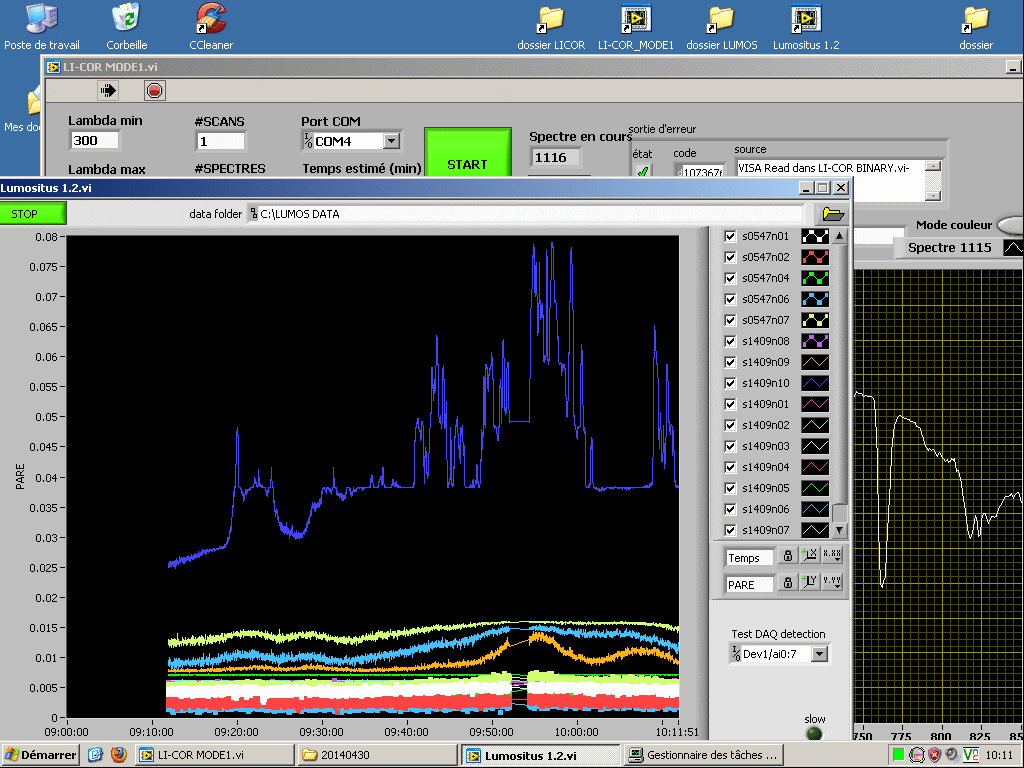 Poste de travail
Corbeille
CCleaner
dossier LICOR
LI-COR_MODE1
dossier LUMOS
Lumositus 1.2
dossier
LI-COR MODE1.vi
Lambda min
300
#SCANS
1
Port COM
COM4
START
Spectre en cours
1116
sortie d'erreur
état
code
source
VISA Read dans LI-COR BINARY.vi-
Lambda max
#SPECTRES
Temps estimé (min)
Mode couleur
Spectre 1115
Lumositus 1.2.vi
STOP
data folder
C:\LUMOS DATA
PARE
0.08
0.075
0.07
0.065
0.06
0.055
0.05
0.045
0.04
0.035
0.03
0.025
0.02
0.015
0.01
0.005
0
09:00:00
09:10:00
09:20:00
09:30:00
09:40:00
09:50:00
10:00:00
10:11:51
s0547n01
s0547n02
s0547n04
s0547n06
s0547n07
s1409n08
s1409n09
s1409n10
s1409n01
s1409n02
s1409n03
s1409n04
s1409n05
s1409n06
s1409n07
Temps
PARE
Test DAQ detection
Dev1/ai0:7
slow
750
775
800
825
Démarrer
LI-COR MODE1.vi
20140430
Lumositus 1.2.vi
Gestionnaire des tâches ...
10:11